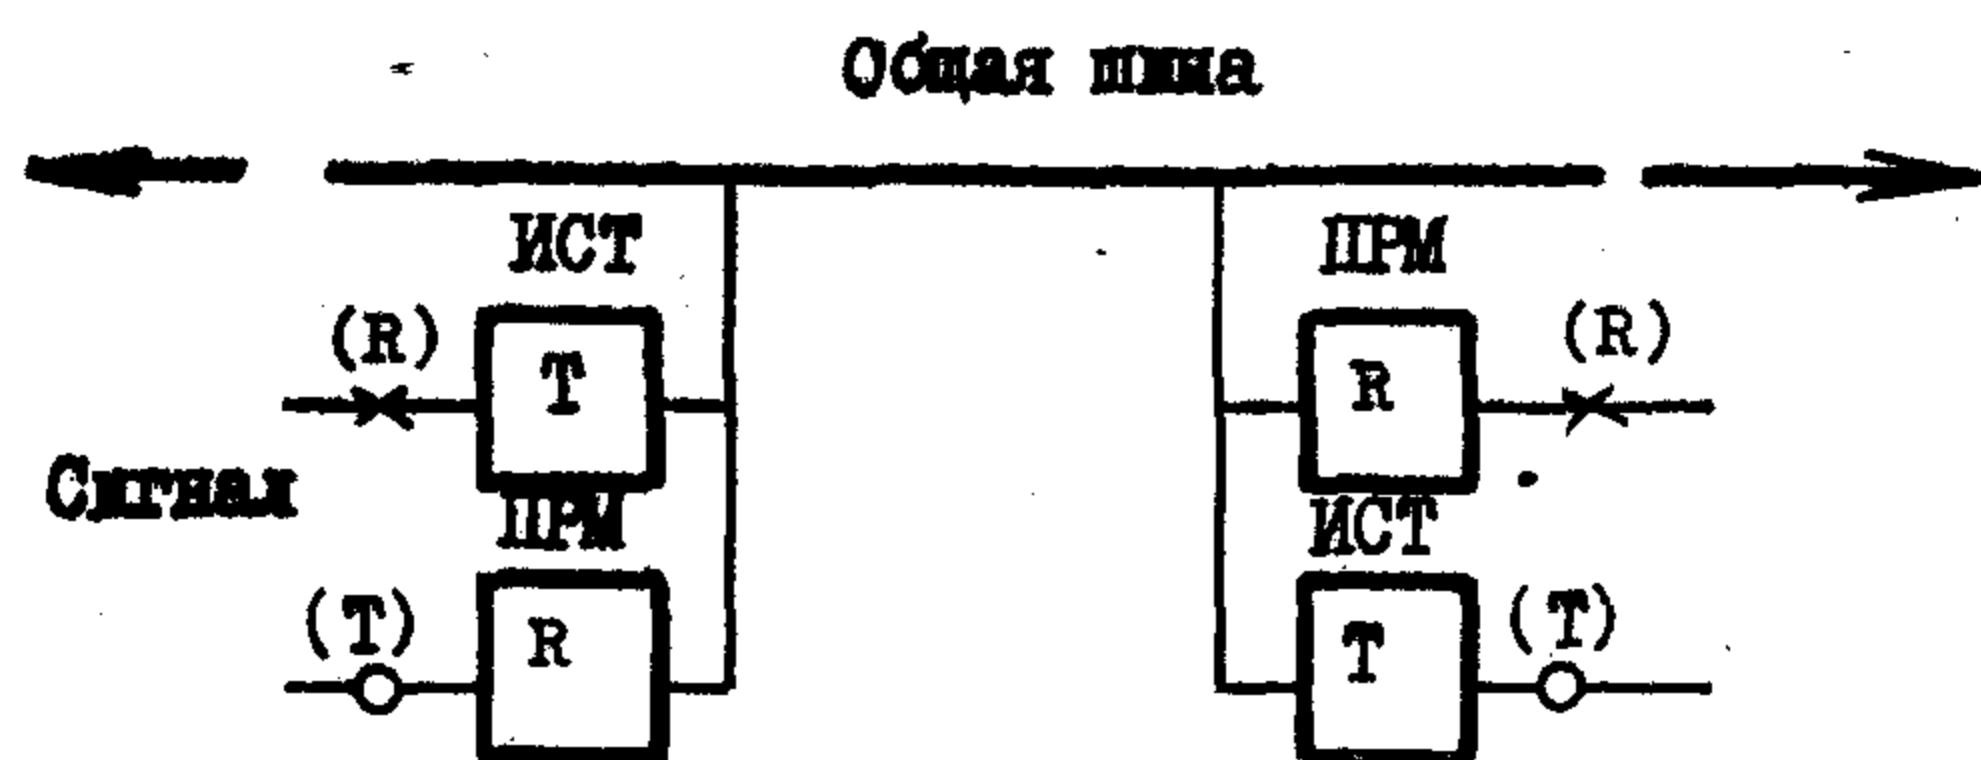 Общая шина
ИСТ ПРМ
(R) T R (R)
Сигнал
ПРМ ИСТ
(T) R T (T)